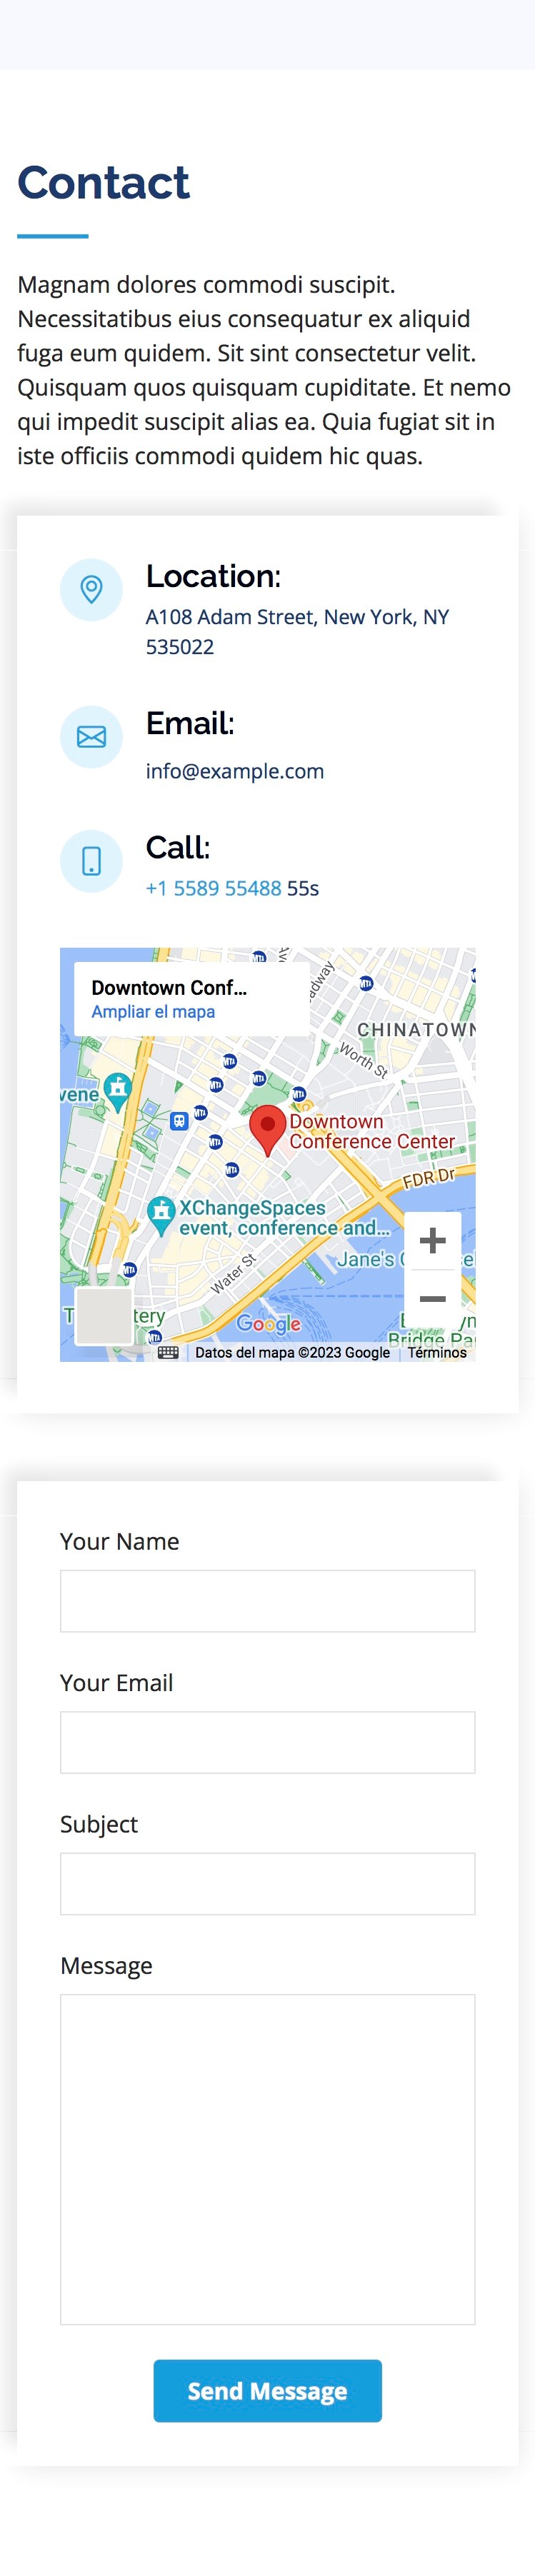 Contact
Magnam dolores commodi suscipit.
Necessitatibus eius consequatur ex aliquid
fuga eum quidem. Sit sint consectetur velit.
Quisquam quos quisquam cupiditate. Et nemo
qui impedit suscipit alias ea. Quia fugiat sit in
iste officiis commodi quidem hic quas.
Location:
A108 Adam Street, New York, NY
535022
Email:
info@example.com
Call:
+1 5589 55488 55s
Downtown Conf...
Ampliar el mapa
CHINATOWN
Worth St
Downtown
Conference Center
FDR Dr
XChangeSpaces
event, conference and...
Jane's
Water St
Google
Bridge
Datos del mapa ©2023 Google
Términos
Your Name
Your Email
Subject
Message
Send Message